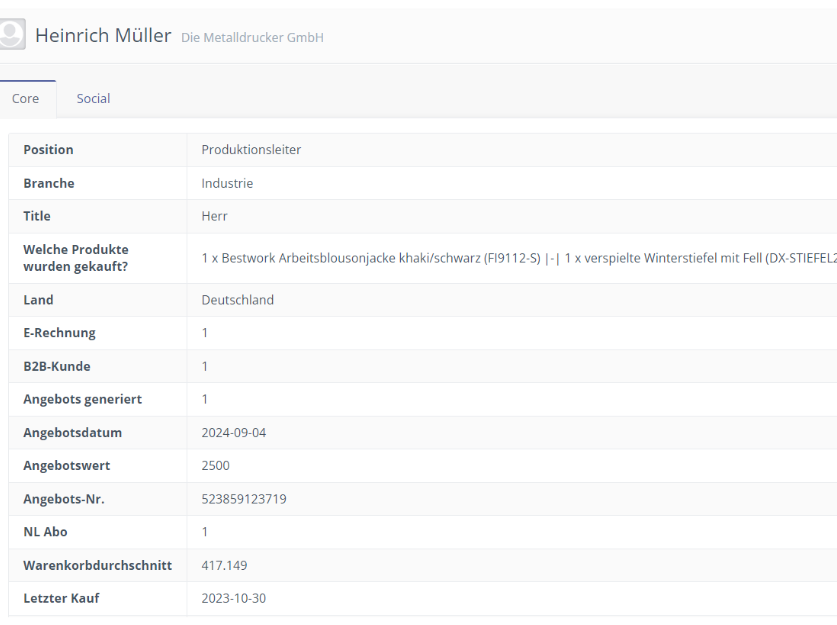 Heinrich Müller Die Metalldrucker GmbH
Core Social
Position Produktionsleiter
Branche Industrie
Title Herr
Welche Produkte
wurden gekauft? 1 x Bestwork Arbeitsblousonjacke khaki/schwarz (FI9112-S) |-| 1 x verspielte Winterstiefel mit Fell (DX-STIEFEL2
Land Deutschland
E-Rechnung 1
B2B-Kunde 1
Angebots generiert 1
Angebotsdatum 2024-09-04
Angebotswert 2500
Angebots-Nr. 523859123719
NL Abo 1
Warenkorbdurchschnitt 417.149
Letzter Kauf 2023-10-30